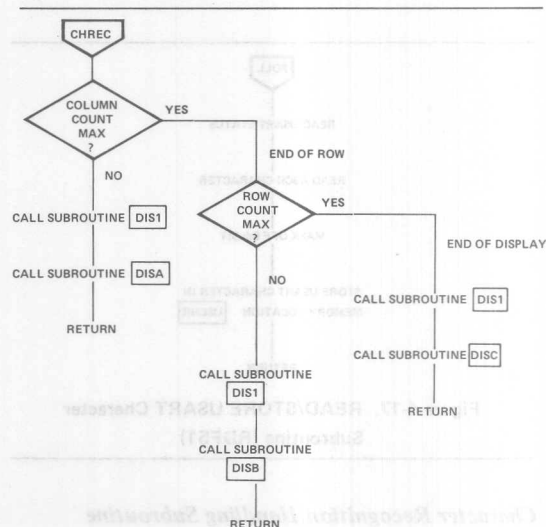 CHREC
COLUMN
COUNT
MAX
?
YES
NO
CALL SUBROUTINE DIS1
CALL SUBROUTINE DISA
RETURN
END OF ROW
ROW
COUNT
MAX
?
YES
NO
CALL SUBROUTINE
DIS1
CALL SUBROUTINE
DISB
RETURN
END OF DISPLAY
CALL SUBROUTINE DIS1
CALL SUBROUTINE DISC
RETURN